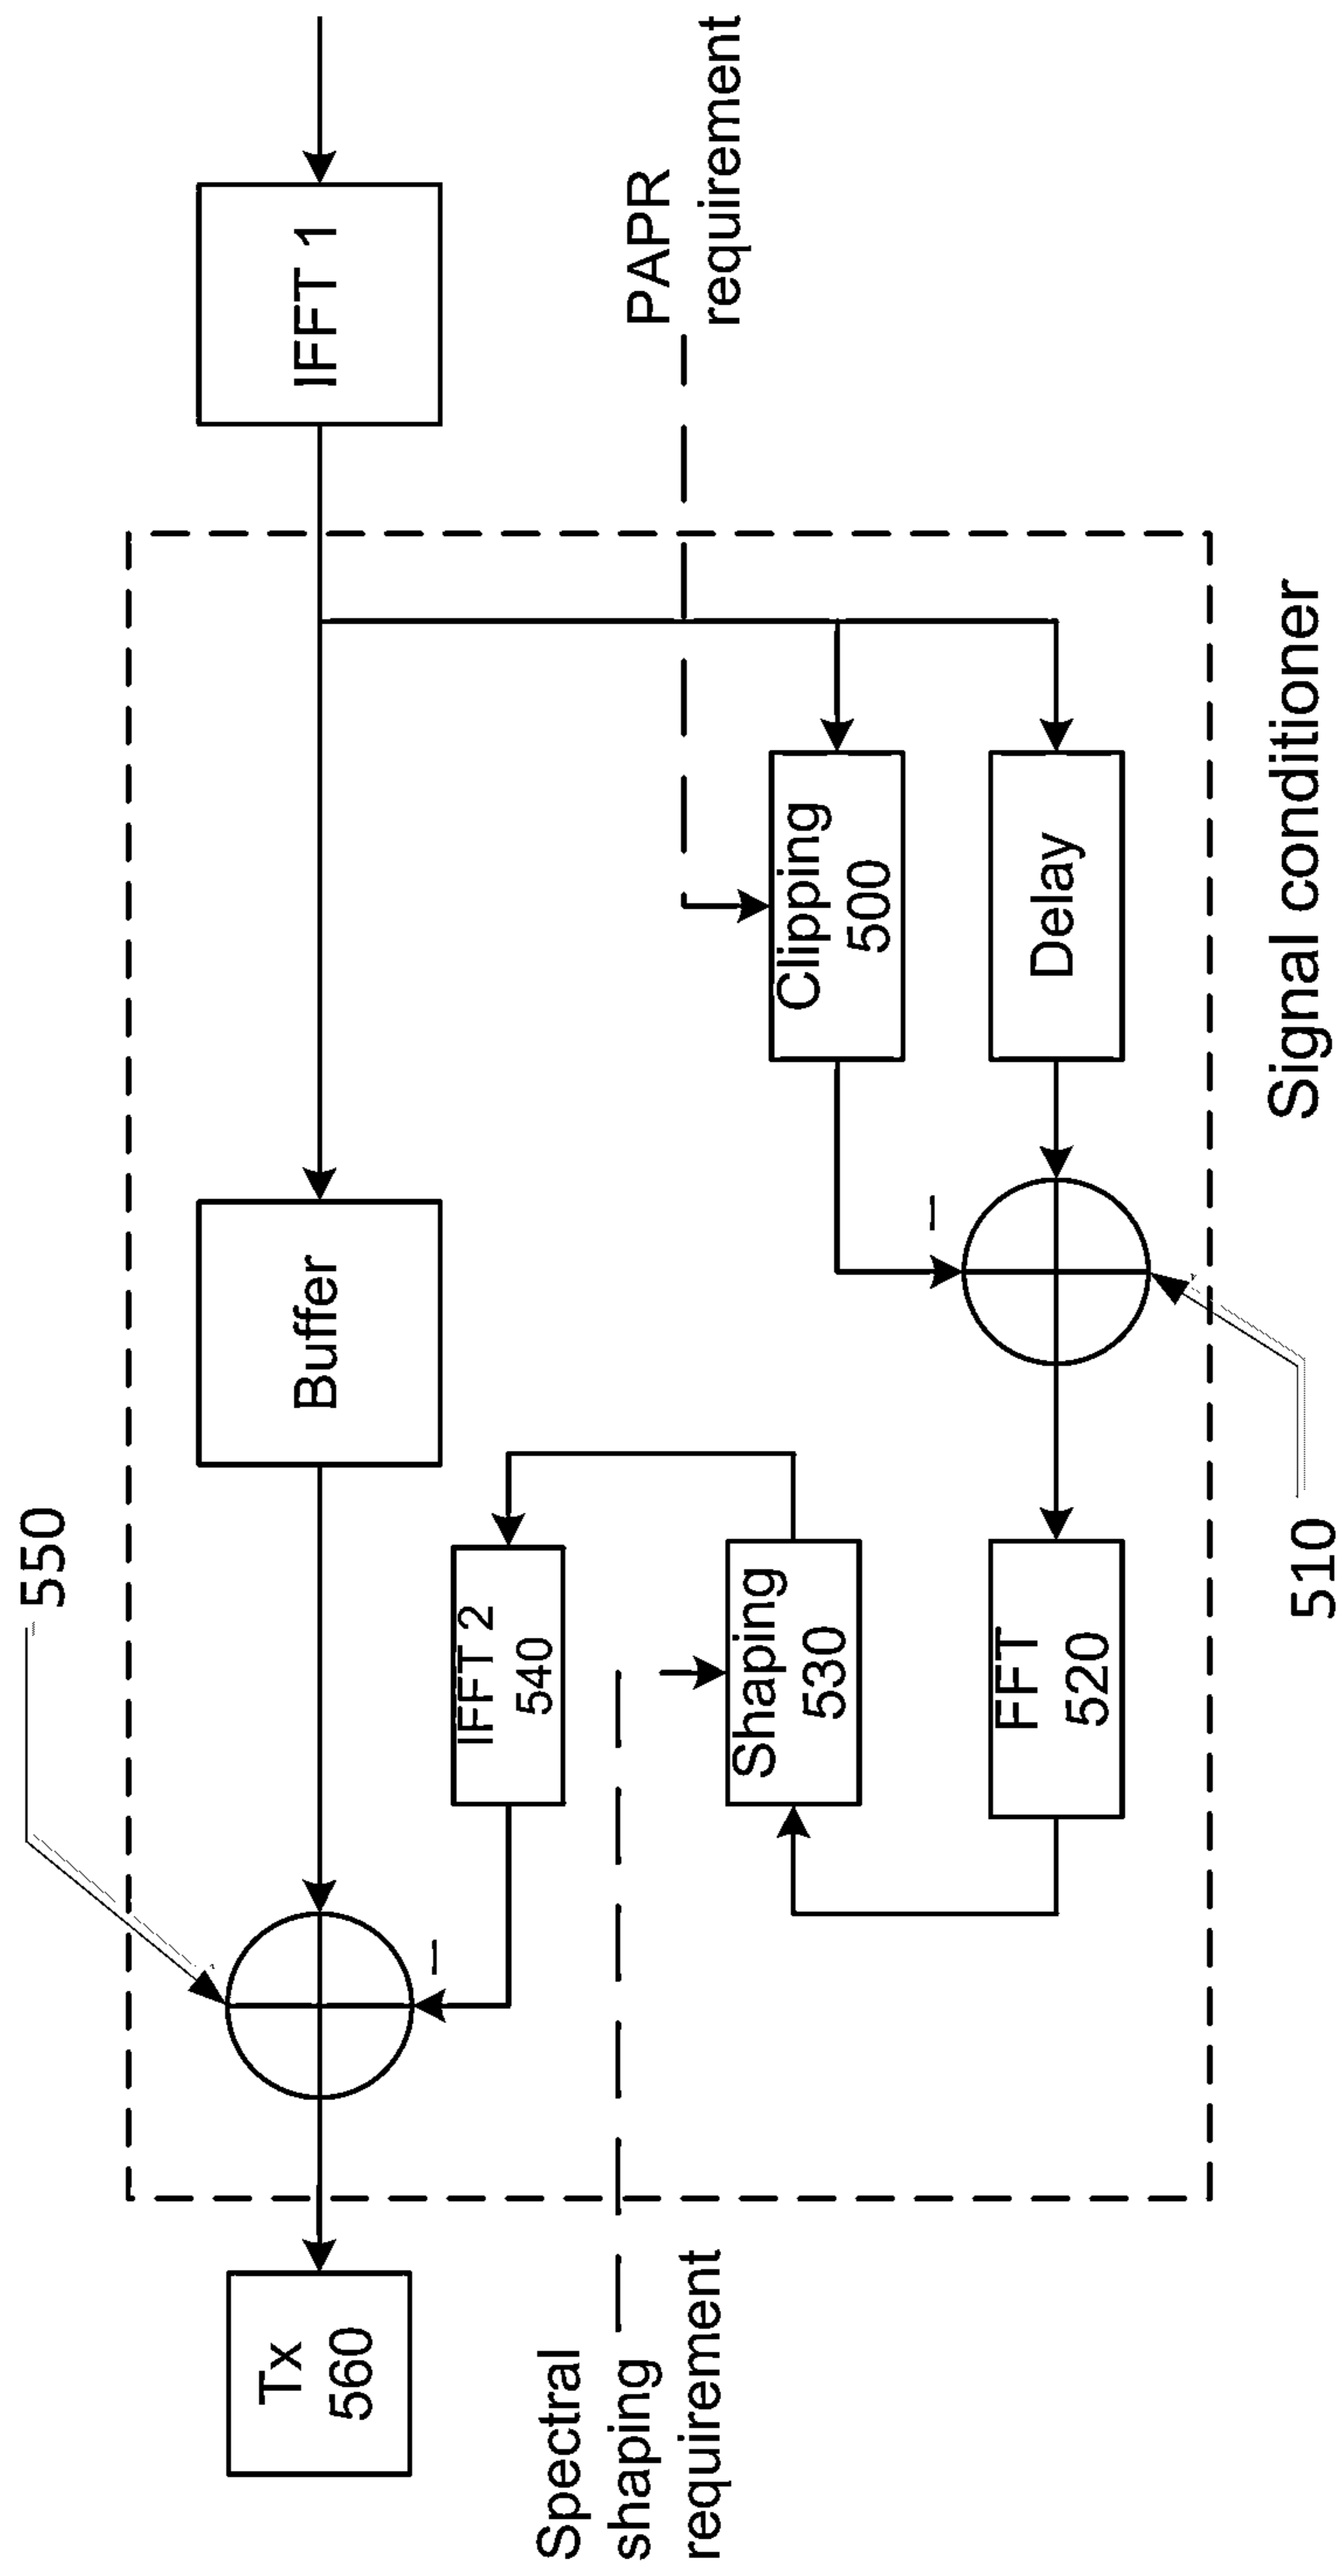 550
Tx
560
Buffer
IFFT 1
Spectral
shaping
requirement
IFFT 2
540
PAPR
requirement
Shaping
530
Clipping
500
FFT
520
Delay
–
–
510
Signal conditioner